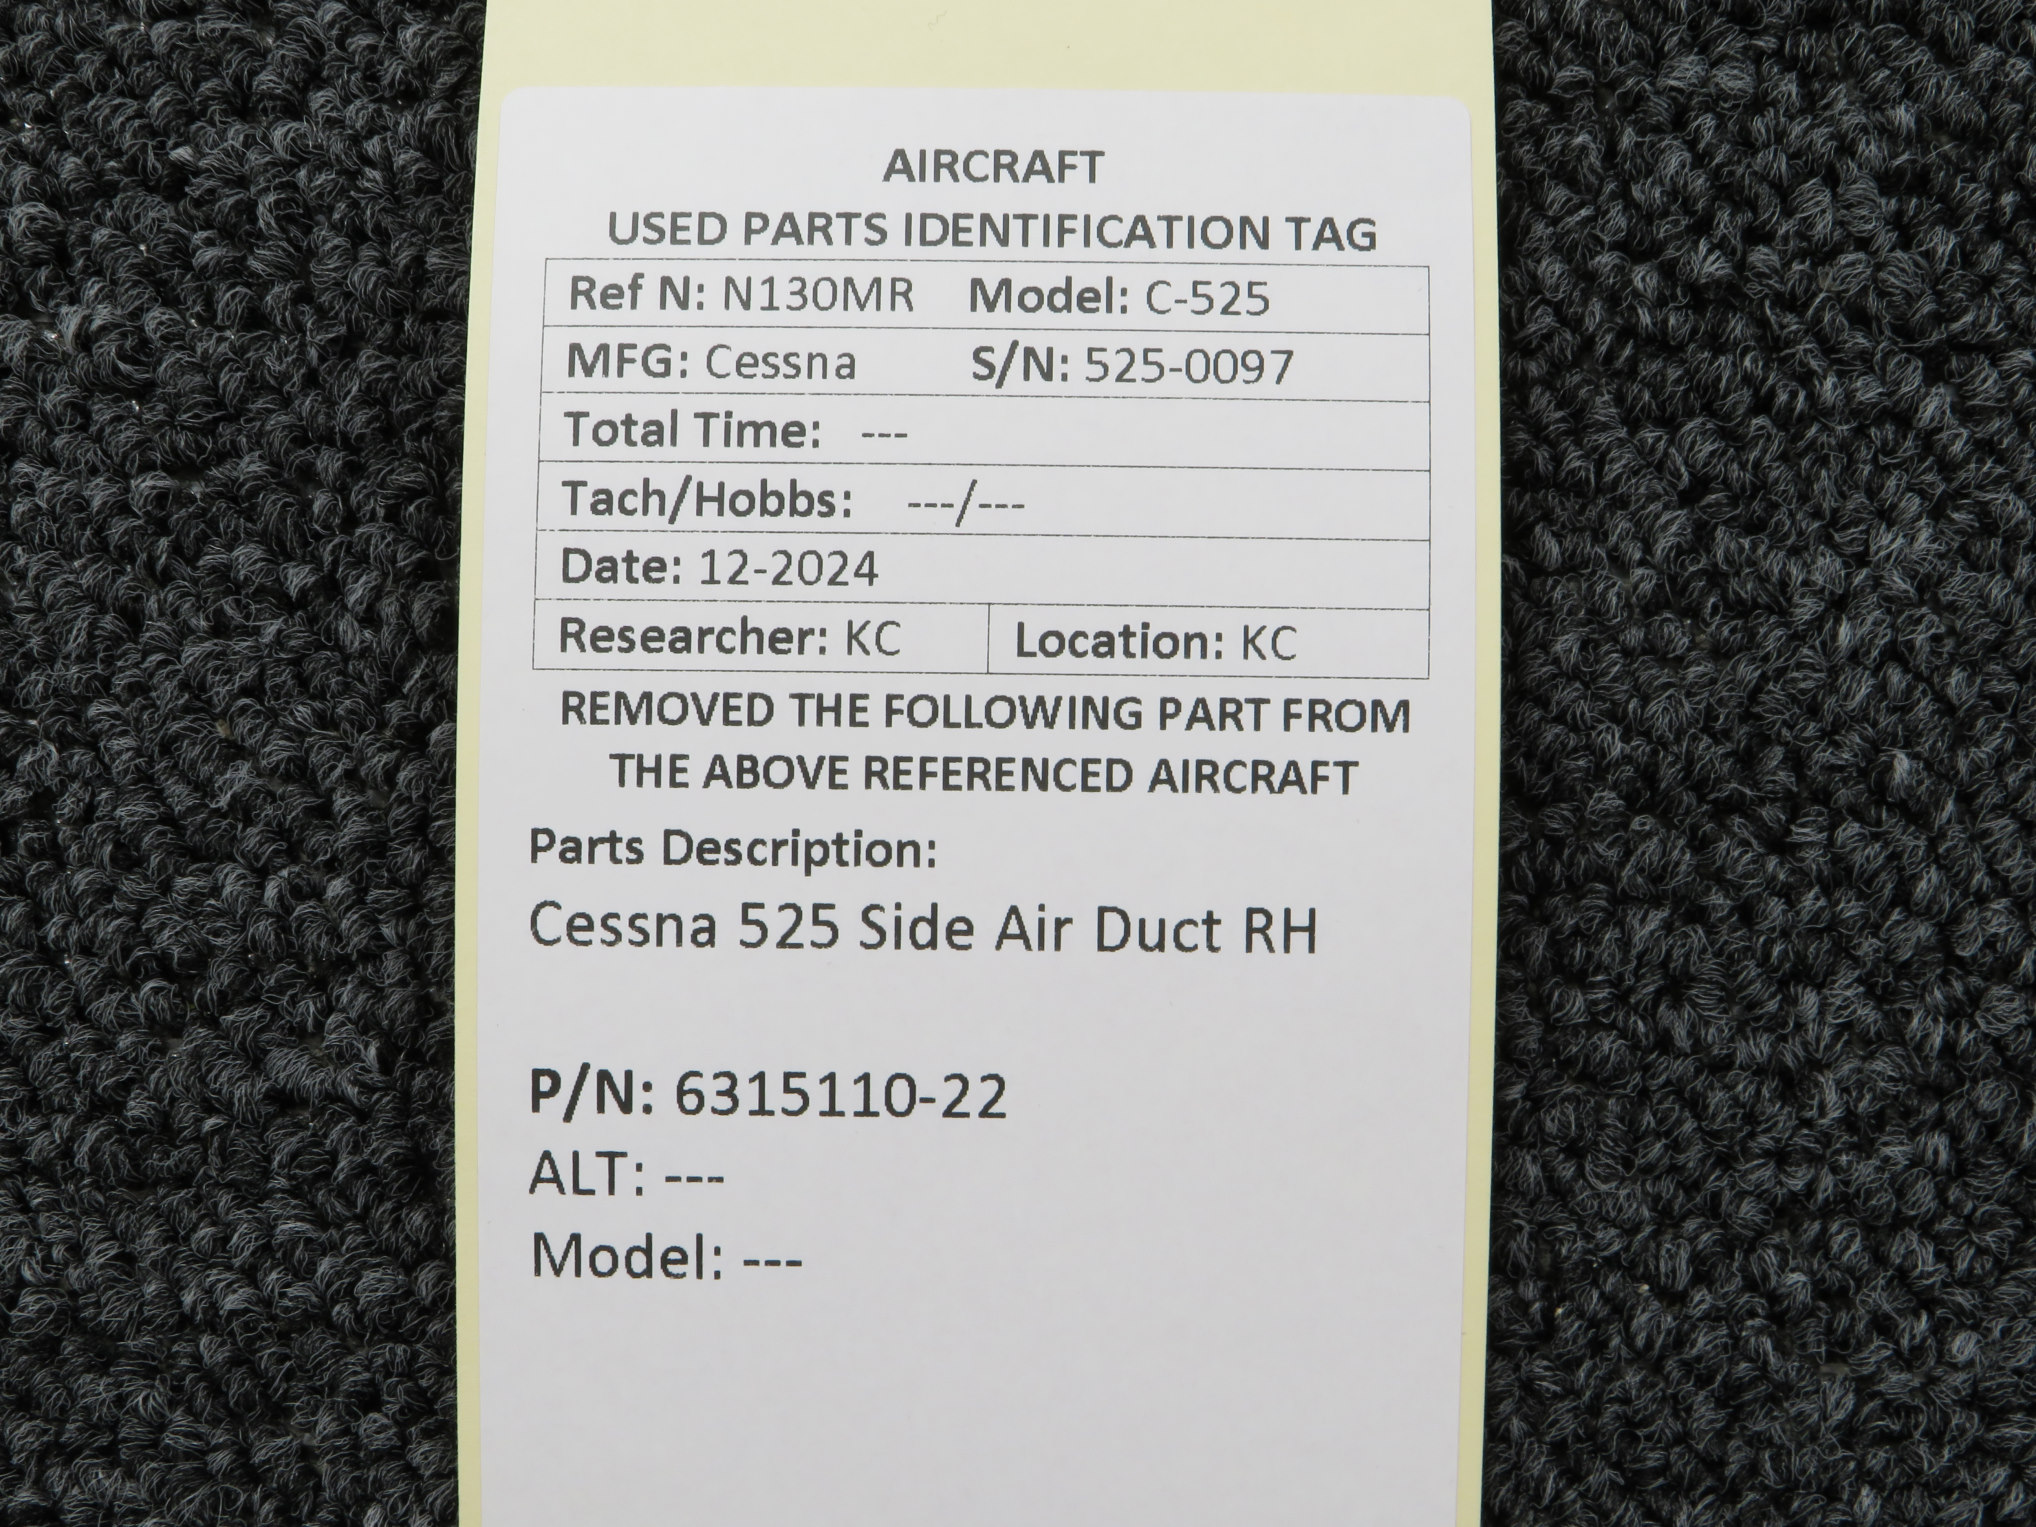 AIRCRAFT
USED PARTS IDENTIFICATION TAG
Ref N: N130MR Model: C-525
MFG: Cessna S/N: 525-0097
Total Time: ---
Tach/Hobbs: ---/---
Date: 12-2024
Researcher: KC Location: KC
REMOVED THE FOLLOWING PART FROM
THE ABOVE REFERENCED AIRCRAFT
Parts Description:
Cessna 525 Side Air Duct RH
P/N: 6315110-22
ALT: ---
Model: ---